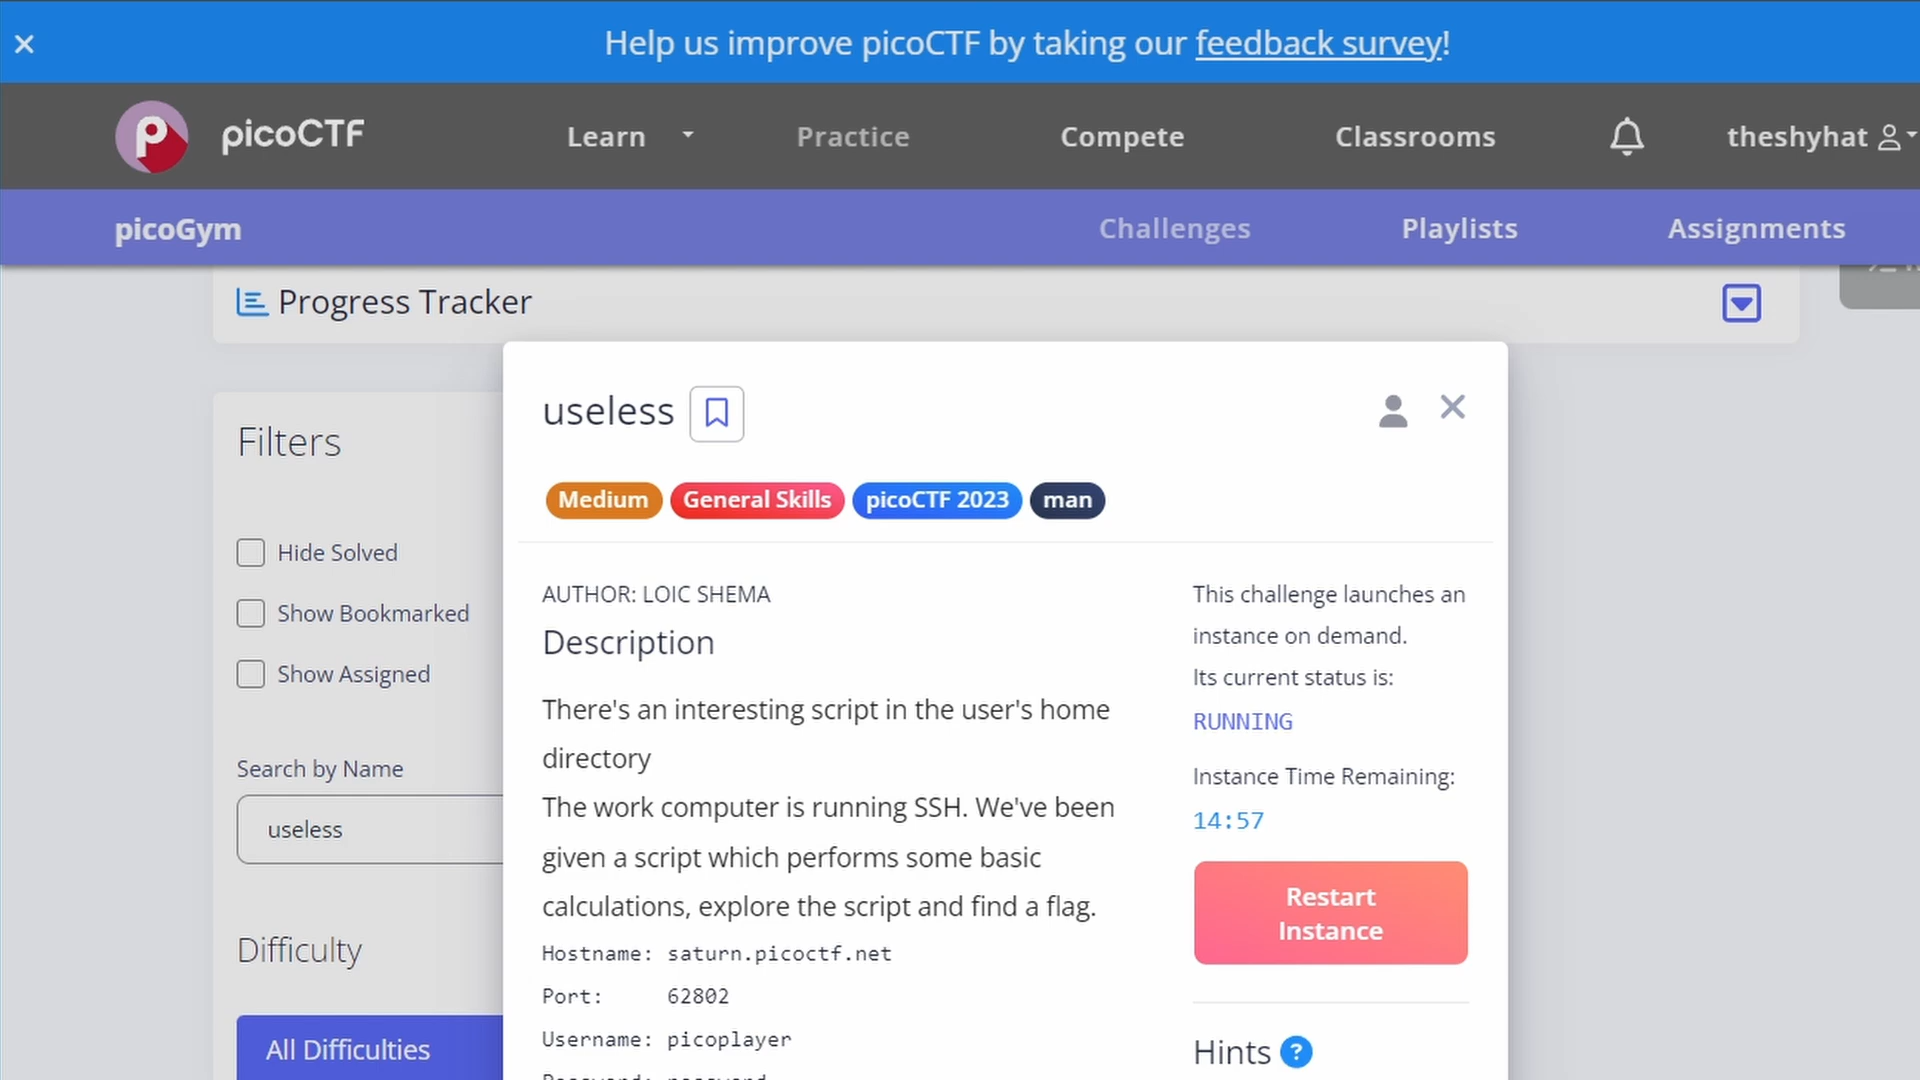 Help us improve picoCTF by taking our feedback survey!
picoCTF
Learn
Practice
Compete
Classrooms
theshyhat
picoGym
Challenges
Playlists
Assignments
Progress Tracker
Filters
Hide Solved
Show Bookmarked
Show Assigned
Search by Name
useless
Difficulty
All Difficulties
useless
Medium
General Skills
picoCTF 2023
man
AUTHOR: LOIC SHEMA
Description
There's an interesting script in the user's home
directory
The work computer is running SSH. We've been
given a script which performs some basic
calculations, explore the script and find a flag.
Hostname: saturn.picoctf.net
Port: 62802
Username: picoplayer
Password: password
This challenge launches an
instance on demand.
Its current status is:
RUNNING
Instance Time Remaining:
14:57
Restart
Instance
Hints ?